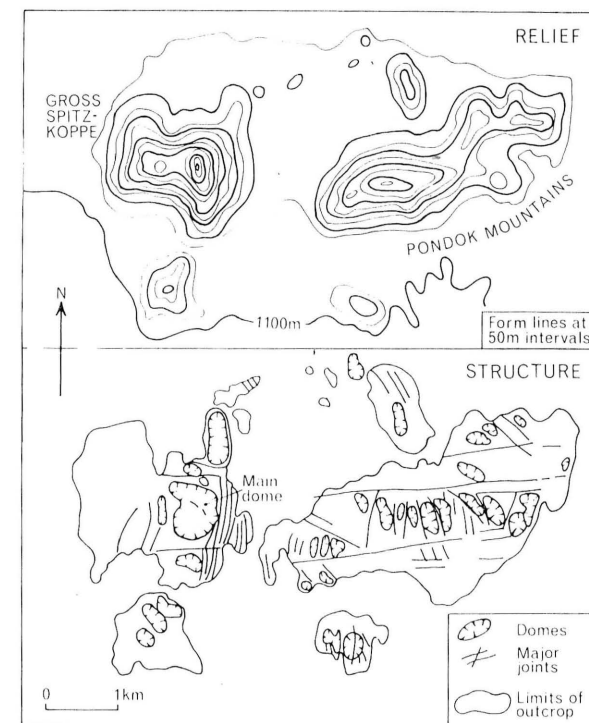 RELIEF
GROSS
SPITZ-
KOPPE
PONDOK MOUNTAINS
N
1100m
Form lines at
50m intervals
STRUCTURE
Main
dome
Domes
Major
joints
Limits of
outcrop
0 1km